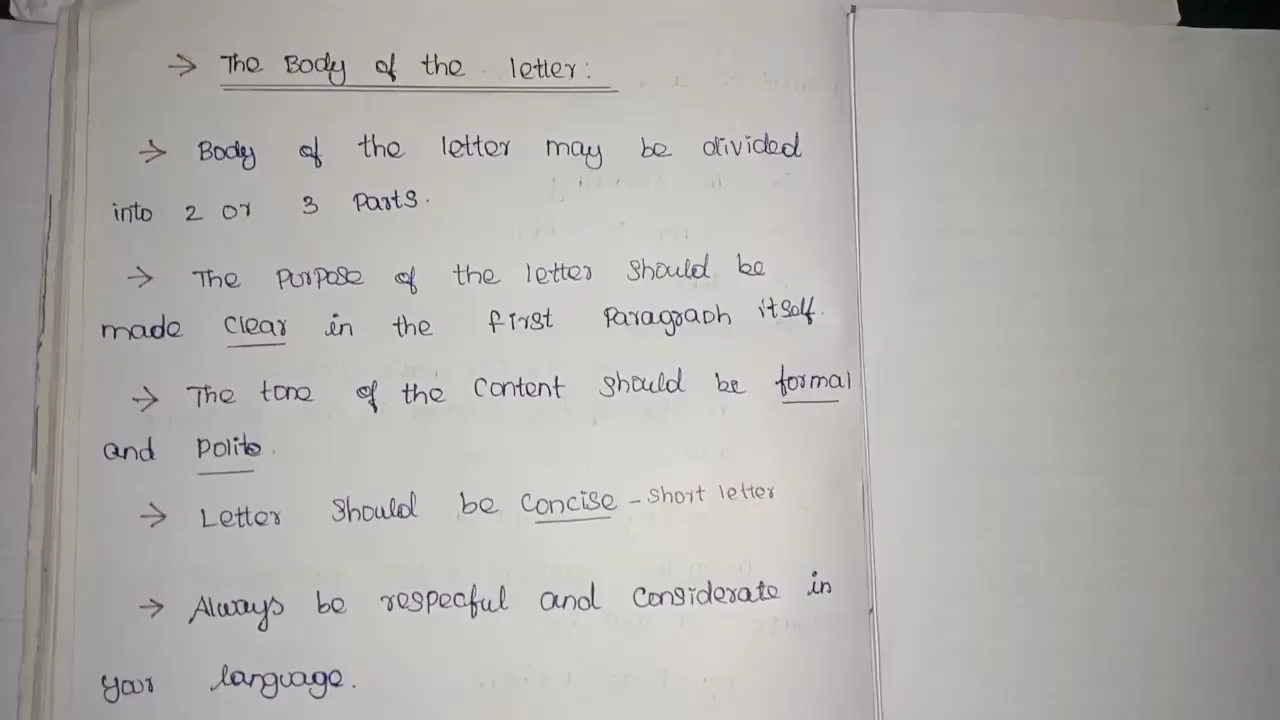 → The Body of the letter:
→ Body of the letter may be divided
into 2 or 3 Parts.
→ The Purpose of the letter should be
made clear in the first Paragraph itself.
→ The tone of the content should be formal
and Polite.
→ Letter should be concise - short letter
→ Always be respecful and considerate in
your language.